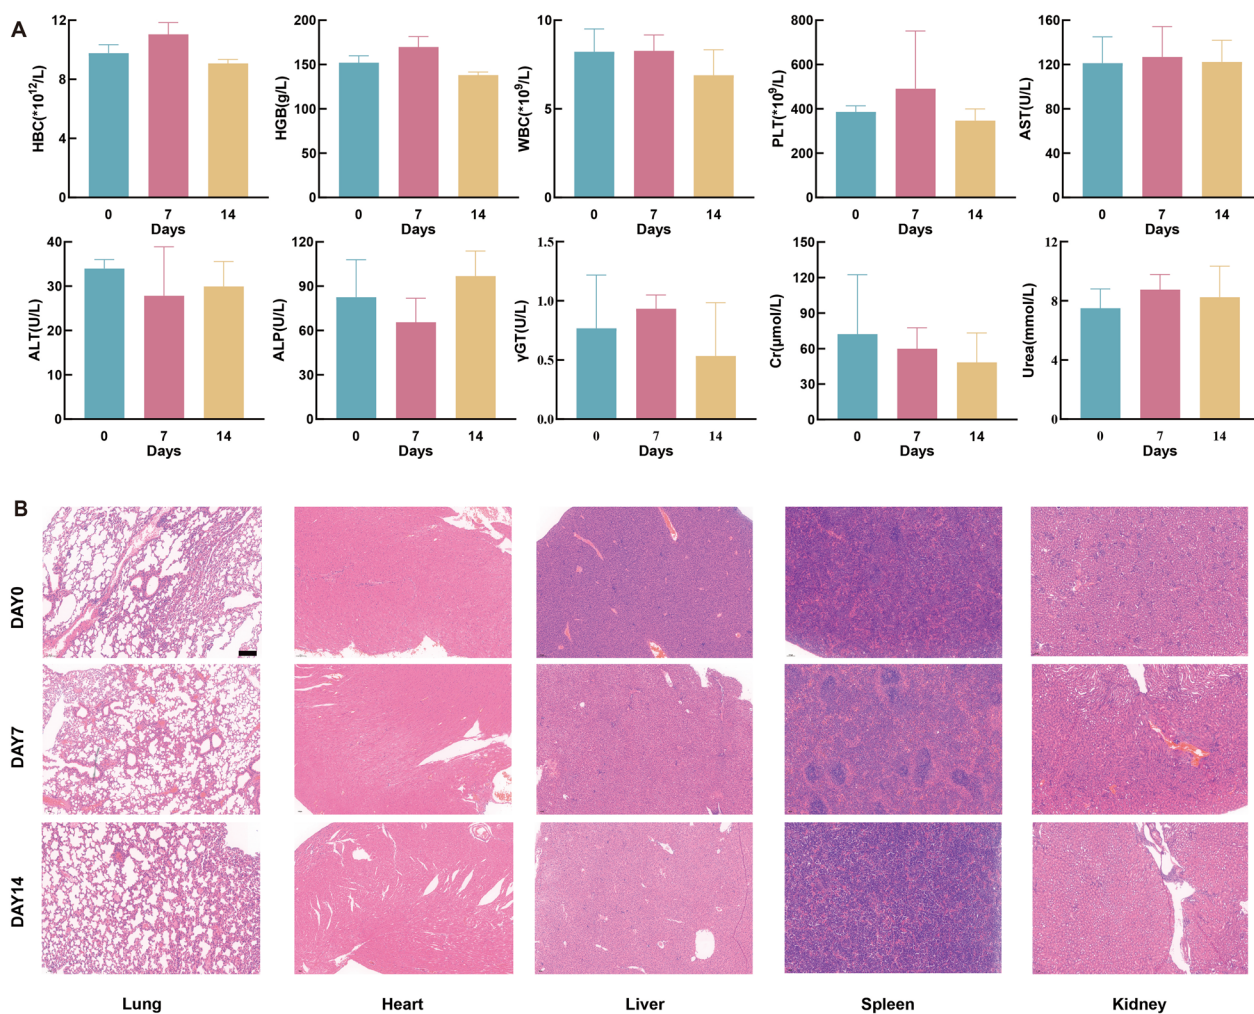 A
HBC(*10^12/L)
12
8
4
0
0 7 14
Days
HGB(g/L)
200
150
100
50
0
0 7 14
Days
WBC(*10^9/L)
10
5
0
0 7 14
Days
PLT(*10^9/L)
800
600
400
200
0
0 7 14
Days
AST(U/L)
160
120
80
40
0
0 7 14
Days
ALT(U/L)
40
30
20
10
0
0 7 14
Days
ALP(U/L)
120
90
60
30
0
0 7 14
Days
γGT(U/L)
1.5
1.0
0.5
0.0
0 7 14
Days
Cr(μmol/L)
150
120
90
60
30
0
0 7 14
Days
Urea(mmol/L)
12
8
4
0
0 7 14
Days
B
DAY0
DAY7
DAY14
Lung Heart Liver Spleen Kidney